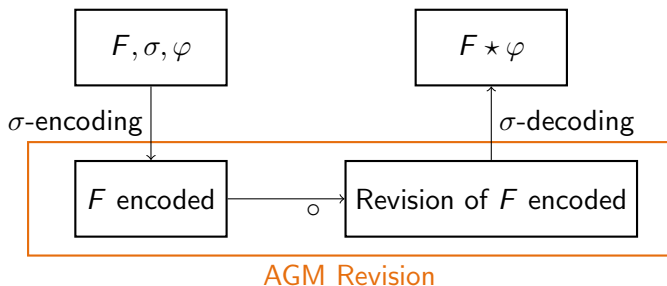 F, σ, φ
F ⋆ φ
σ-encoding
σ-decoding
F encoded
∘
Revision of F encoded
AGM Revision